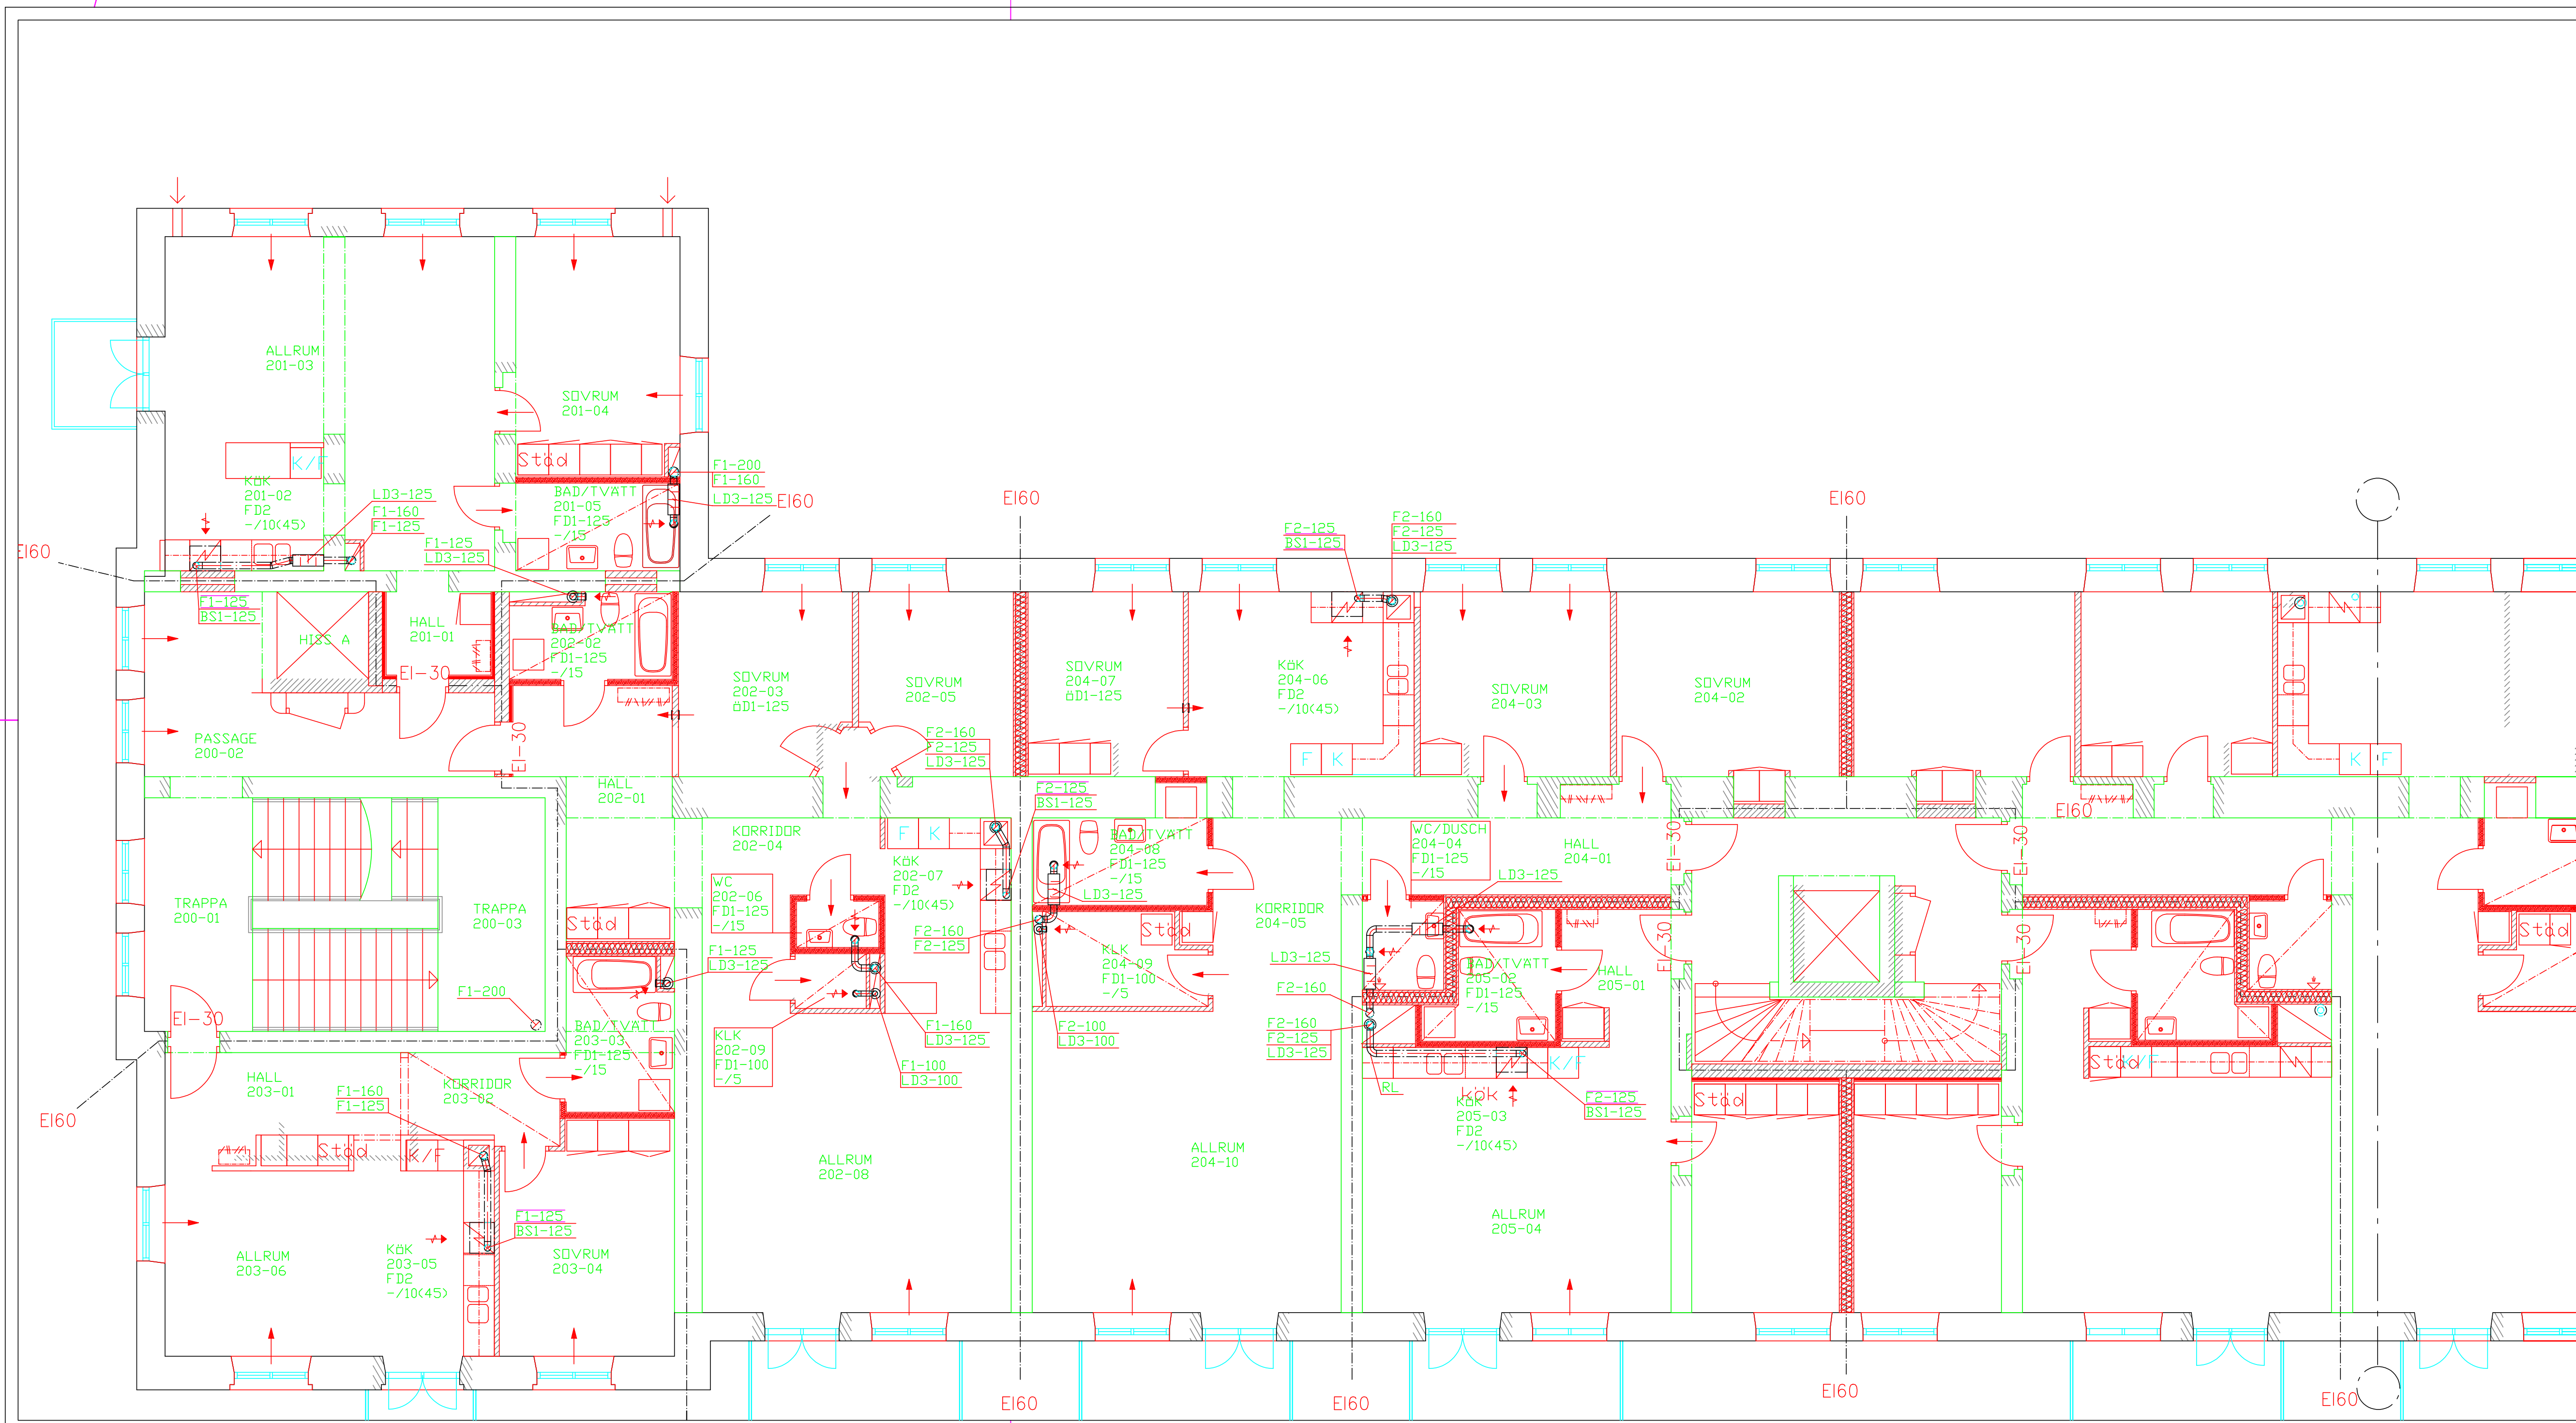 ALLRUM
201-03
SOVRUM
201-04
K/F
Städ
KöK
201-02
FD2
-/10(45)
LD3-125
F1-160
F1-125
BAD/TVÄTT
201-05
FD1-125
-/15
F1-200
F1-160
LD3-125
EI60
EI60
EI60
EI60
F1-125
LD3-125
F2-125
BS1-125
F2-160
F2-125
LD3-125
EI60
F1-125
BS1-125
HISS A
HALL
201-01
EI-30
BAD/TVÄTT
202-02
FD1-125
-/15
SOVRUM
202-03
öD1-125
SOVRUM
202-05
SOVRUM
204-07
öD1-125
KöK
204-06
FD2
-/10(45)
SOVRUM
204-03
SOVRUM
204-02
PASSAGE
200-02
EI-30
F2-160
F2-125
LD3-125
F K
K F
HALL
202-01
F2-125
BS1-125
EI60
KORRIDOR
202-04
F K
KöK
202-07
FD2
-/10(45)
BAD/TVÄTT
204-08
FD1-125
-/15
LD3-125
WC/DUSCH
204-04
FD1-125
-/15
HALL
204-01
EI-30
EI-30
LD3-125
WC
202-06
FD1-125
-/15
TRAPPA
200-01
TRAPPA
200-03
Städ
F2-160
F2-125
Städ
KORRIDOR
204-05
Städ
F1-125
LD3-125
KLK
204-09
FD1-100
-/5
LD3-125
BAD/TVÄTT
205-02
FD1-125
-/15
HALL
205-01
EI-30
EI-30
F1-200
F2-160
EI-30
BAD/TVÄTT
203-03
FD1-125
-/15
KLK
202-09
FD1-100
-/5
F1-160
LD3-125
F2-100
LD3-100
F2-160
F2-125
LD3-125
F1-100
LD3-100
K/F
Städ
K/F
HALL
203-01
KORRIDOR
203-02
F1-160
F1-125
RL
kök
KöK
205-03
FD2
-/10(45)
F2-125
BS1-125
Städ
EI60
Städ
K/F
ALLRUM
202-08
ALLRUM
204-10
ALLRUM
205-04
F1-125
BS1-125
ALLRUM
203-06
KöK
203-05
FD2
-/10(45)
SOVRUM
203-04
EI60
EI60
EI60
EI60